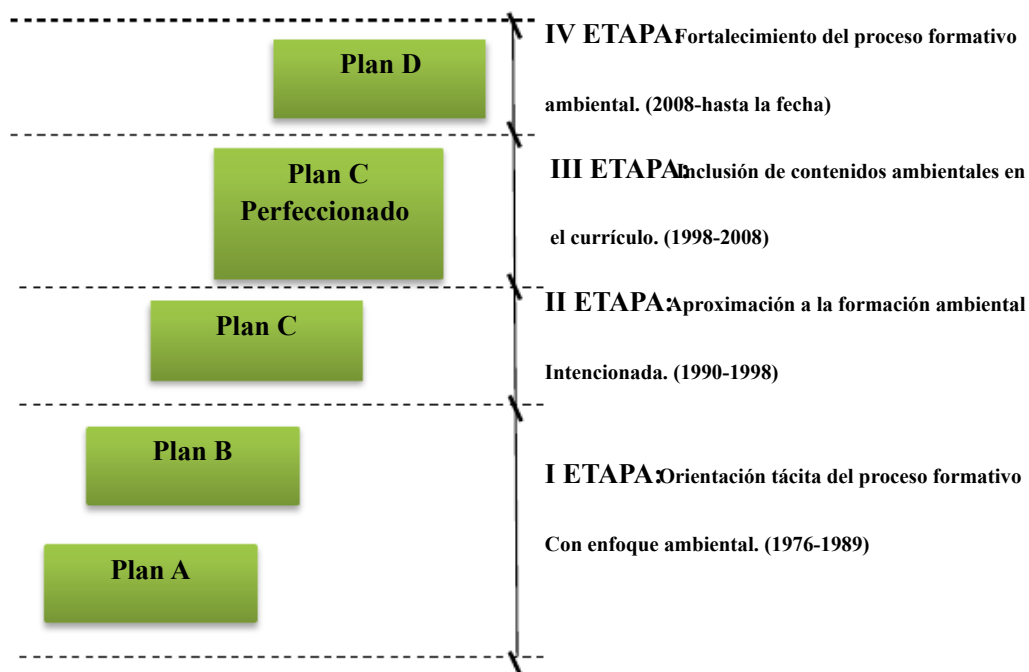 Plan D
IV ETAPA: Fortalecimiento del proceso formativo
ambiental. (2008-hasta la fecha)
Plan C
Perfeccionado
III ETAPA: Inclusión de contenidos ambientales en
el currículo. (1998-2008)
Plan C
II ETAPA: Aproximación a la formación ambiental
Intencionada. (1990-1998)
Plan B
I ETAPA: Orientación tácita del proceso formativo
Con enfoque ambiental. (1976-1989)
Plan A